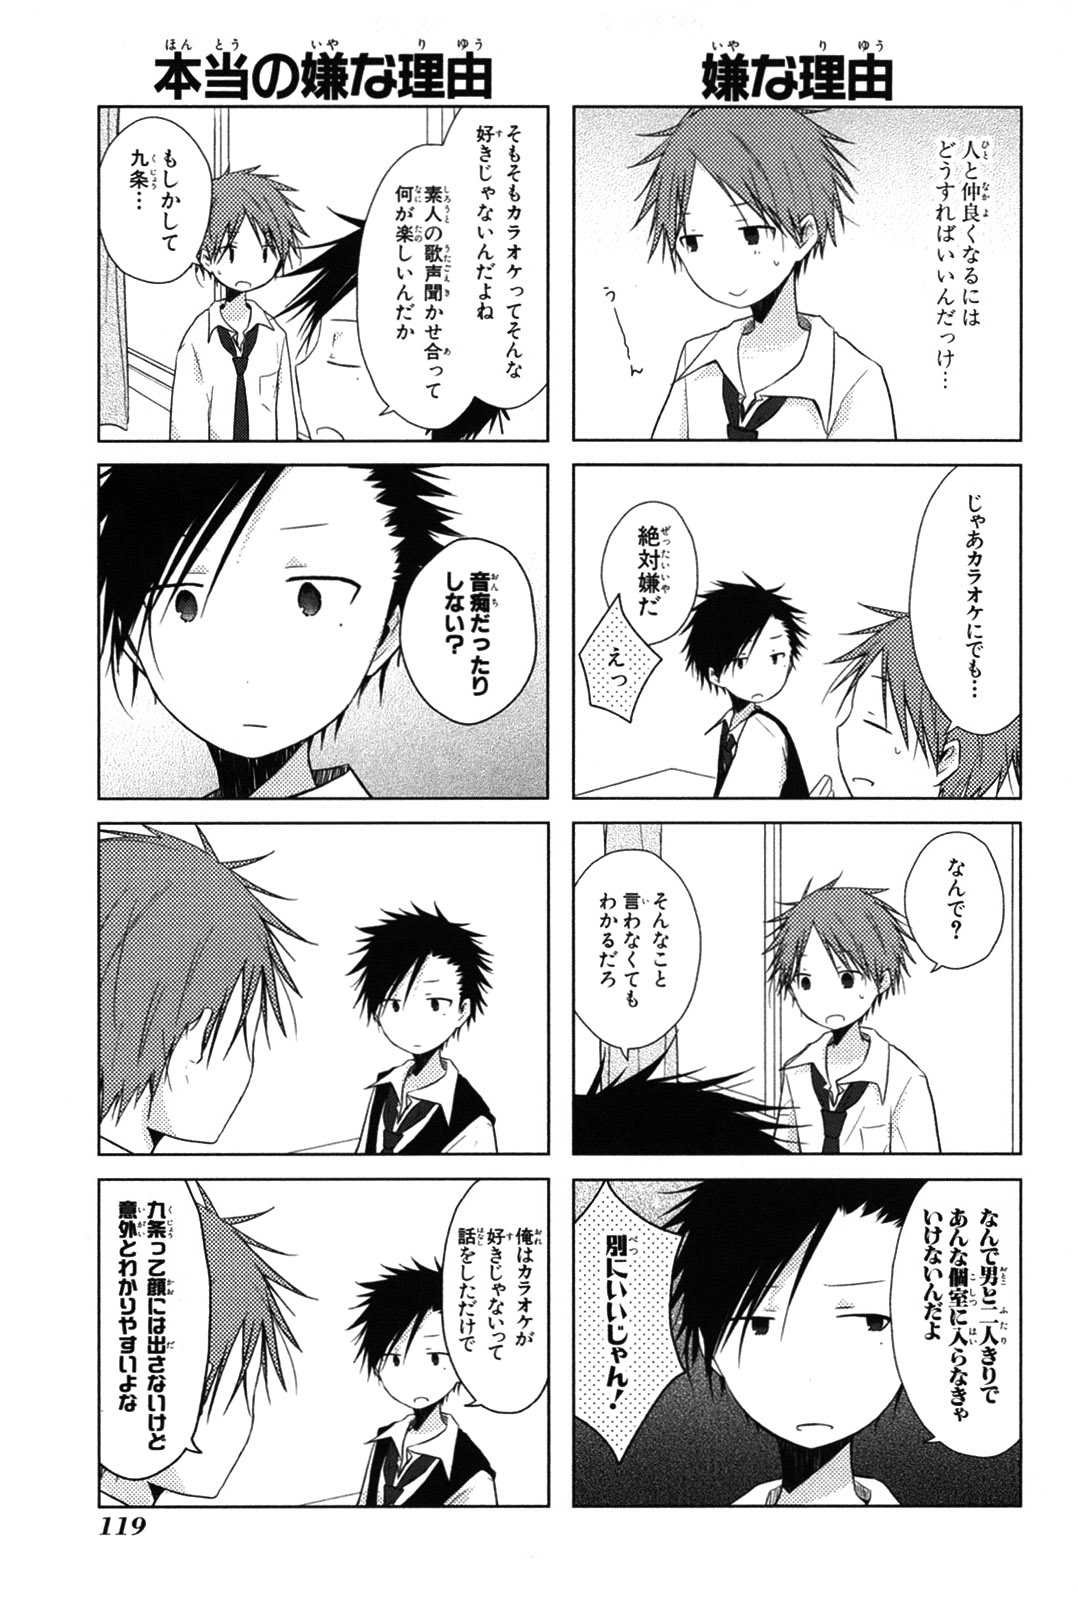 嫌な理由
人と仲良くなるには
どうすればいいんだっけ…
うーん
じゃあカラオケにでも…
絶対嫌だ
えっ
なんで？
そんなこと
言わなくても
わかるだろ
なんで男と二人きりで
あんな個室に入らなきゃ
いけないんだよ
別にいいじゃん！
本当の嫌な理由
そもそもカラオケってそんな
好きじゃないんだよね
素人の歌声聞かせ合って
何が楽しいんだか
もしかして
九条…
音痴だったり
しない？
俺はカラオケが
好きじゃないって
話をしただけで
九条って顔には出さないけど
意外とわかりやすいよな
119